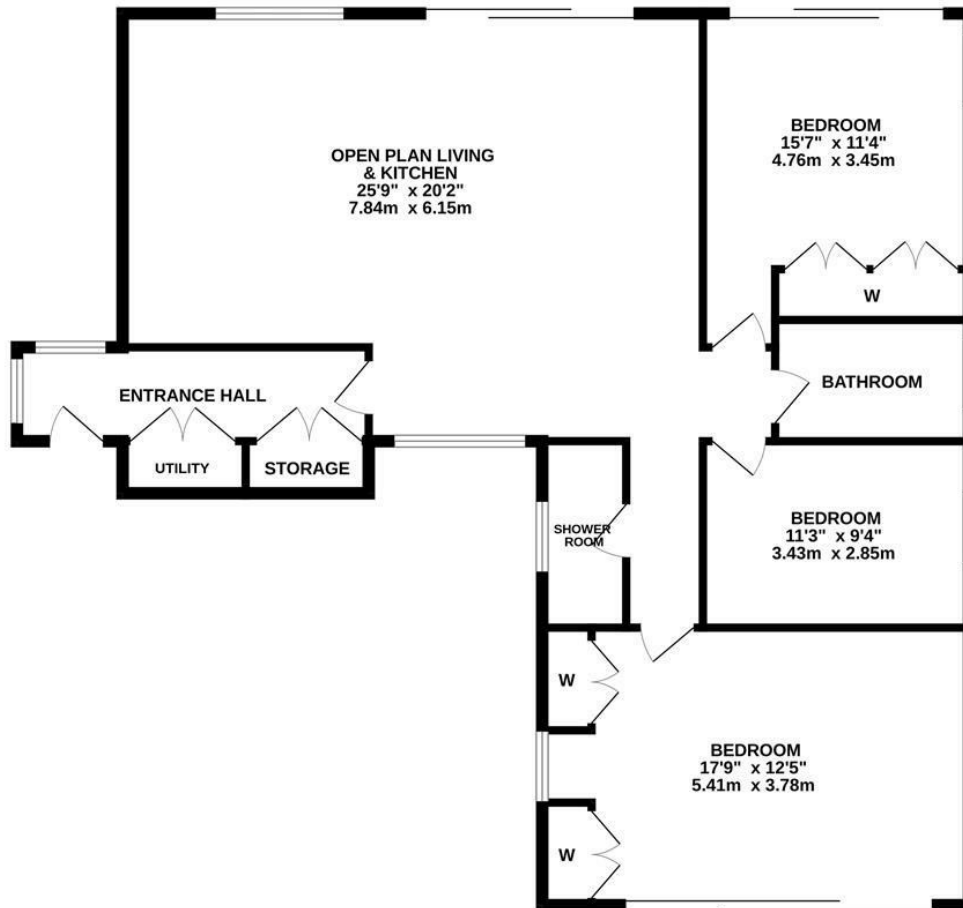 OPEN PLAN LIVING
& KITCHEN
25'9" x 20'2"
7.84m x 6.15m
BEDROOM
15'7" x 11'4"
4.76m x 3.45m
W
BATHROOM
ENTRANCE HALL
UTILITY
STORAGE
SHOWER
ROOM
BEDROOM
11'3" x 9'4"
3.43m x 2.85m
W
BEDROOM
17'9" x 12'5"
5.41m x 3.78m
W